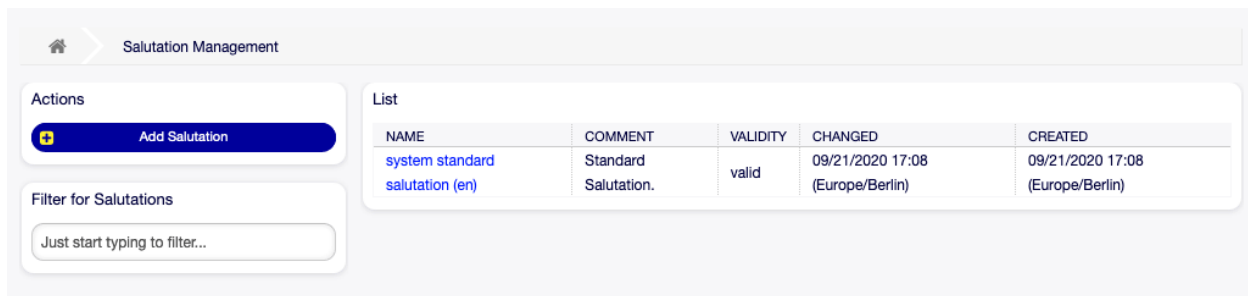 Salutation Management
Actions
Add Salutation
Filter for Salutations
Just start typing to filter...
List
NAME COMMENT VALIDITY CHANGED CREATED
system standard Standard valid 09/21/2020 17:08 09/21/2020 17:08
salutation (en) Salutation. (Europe/Berlin) (Europe/Berlin)